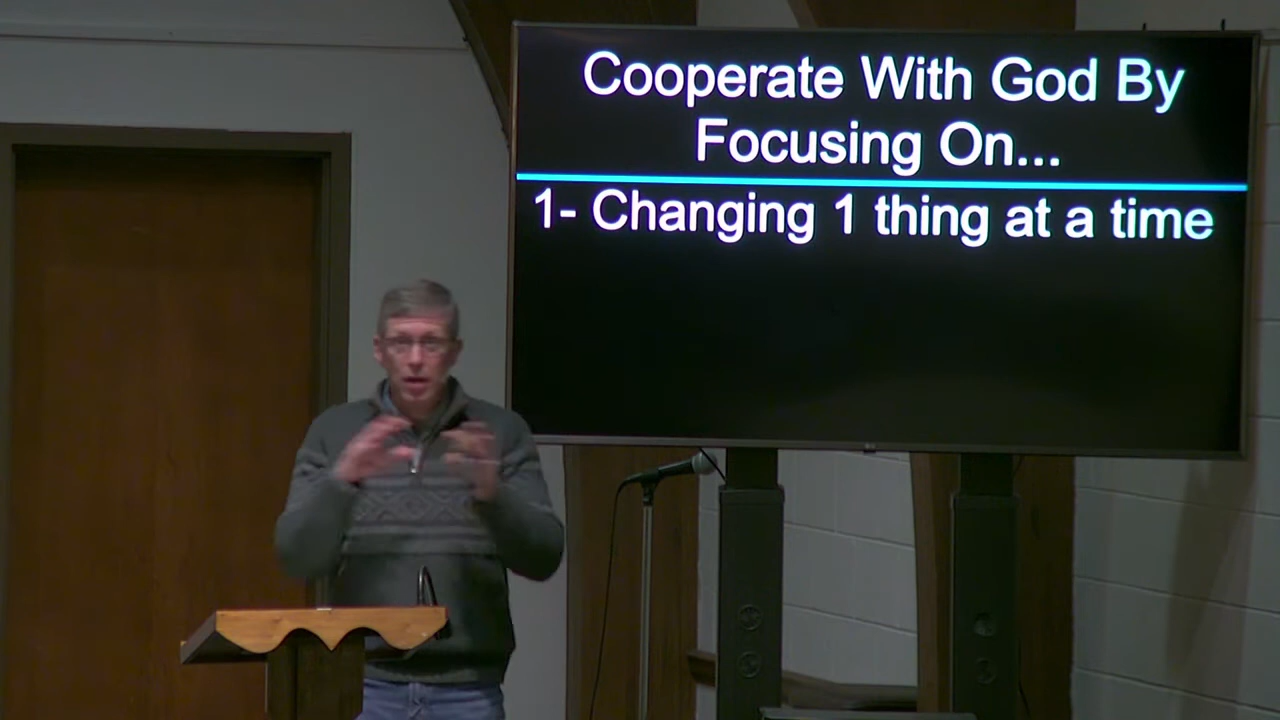 Cooperate With God By
Focusing On...
1- Changing 1 thing at a time